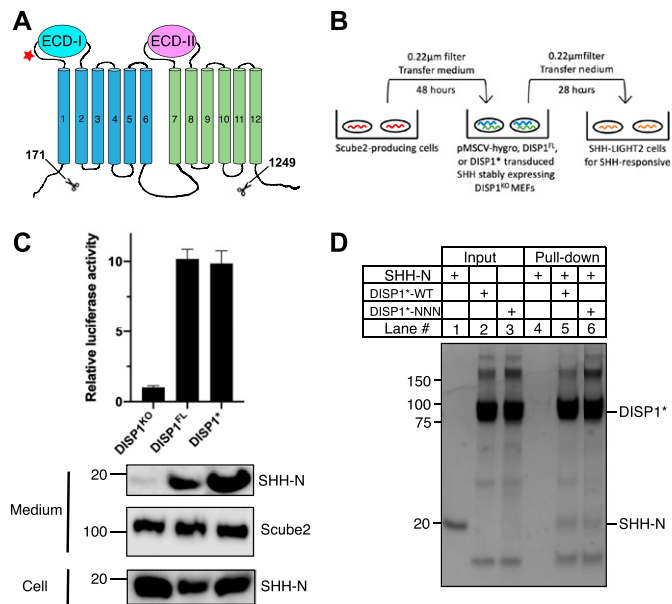 A
ECD-I
ECD-II
1
2
3
4
5
6
7
8
9
10
11
12
171
1249
B
0.22μm filter
Transfer medium
48 hours
0.22μmfilter
Transfer nedium
28 hours
Scube2-producing cells
pMSCV-hygro, DISP1FL,
or DISP1* transduced
SHH stably expressing
DISP1KO MEFs
SHH-LIGHT2 cells
for SHH-responsive
C
Relative luciferase activity
10
5
0
DISP1KO
DISP1FL
DISP1*
Medium
20
SHH-N
100
Scube2
Cell
20
SHH-N
D
Input
Pull-down
SHH-N + + + +
DISP1*-WT + +
DISP1*-NNN + +
Lane # 1 2 3 4 5 6
150
100
75
20
DISP1*
SHH-N